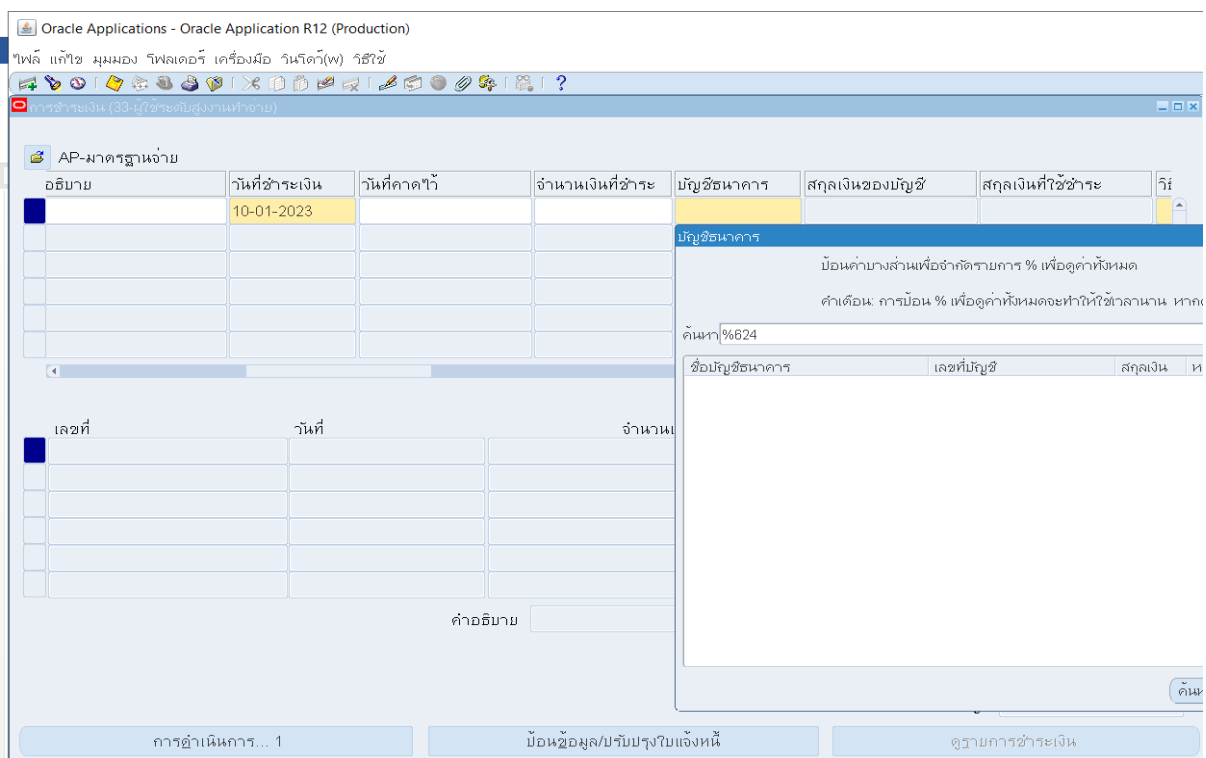 Oracle Applications - Oracle Application R12 (Production)
ไฟล์ แก้ไข มุมมอง โฟลเดอร์ เครื่องมือ วินโดว์(w) วิธีใช้
การชำระเงิน (33-ผู้ใช้ระดับสูงงานทำจ่าย)
AP-มาตรฐานจ่าย
อธิบาย วันที่ชำระเงิน วันที่คาดไว้ จำนวนเงินที่ชำระ บัญชีธนาคาร สกุลเงินของบัญชี สกุลเงินที่ใช้ชำระ วิธ
10-01-2023
บัญชีธนาคาร
ป้อนค่าบางส่วนเพื่อจำกัดรายการ % เพื่อดูค่าทั้งหมด
คำเตือน: การป้อน % เพื่อดูค่าทั้งหมดจะทำให้ใช้เวลานาน หาก
ค้นหา %624
ชื่อบัญชีธนาคาร เลขที่บัญชี สกุลเงิน ห
เลขที่ วันที่ จำนวน
คำอธิบาย
ค้นห
การดำเนินการ... 1 ป้อนข้อมูล/ปรับปรุงใบแจ้งหนี้ ดูรายการชำระเงิน